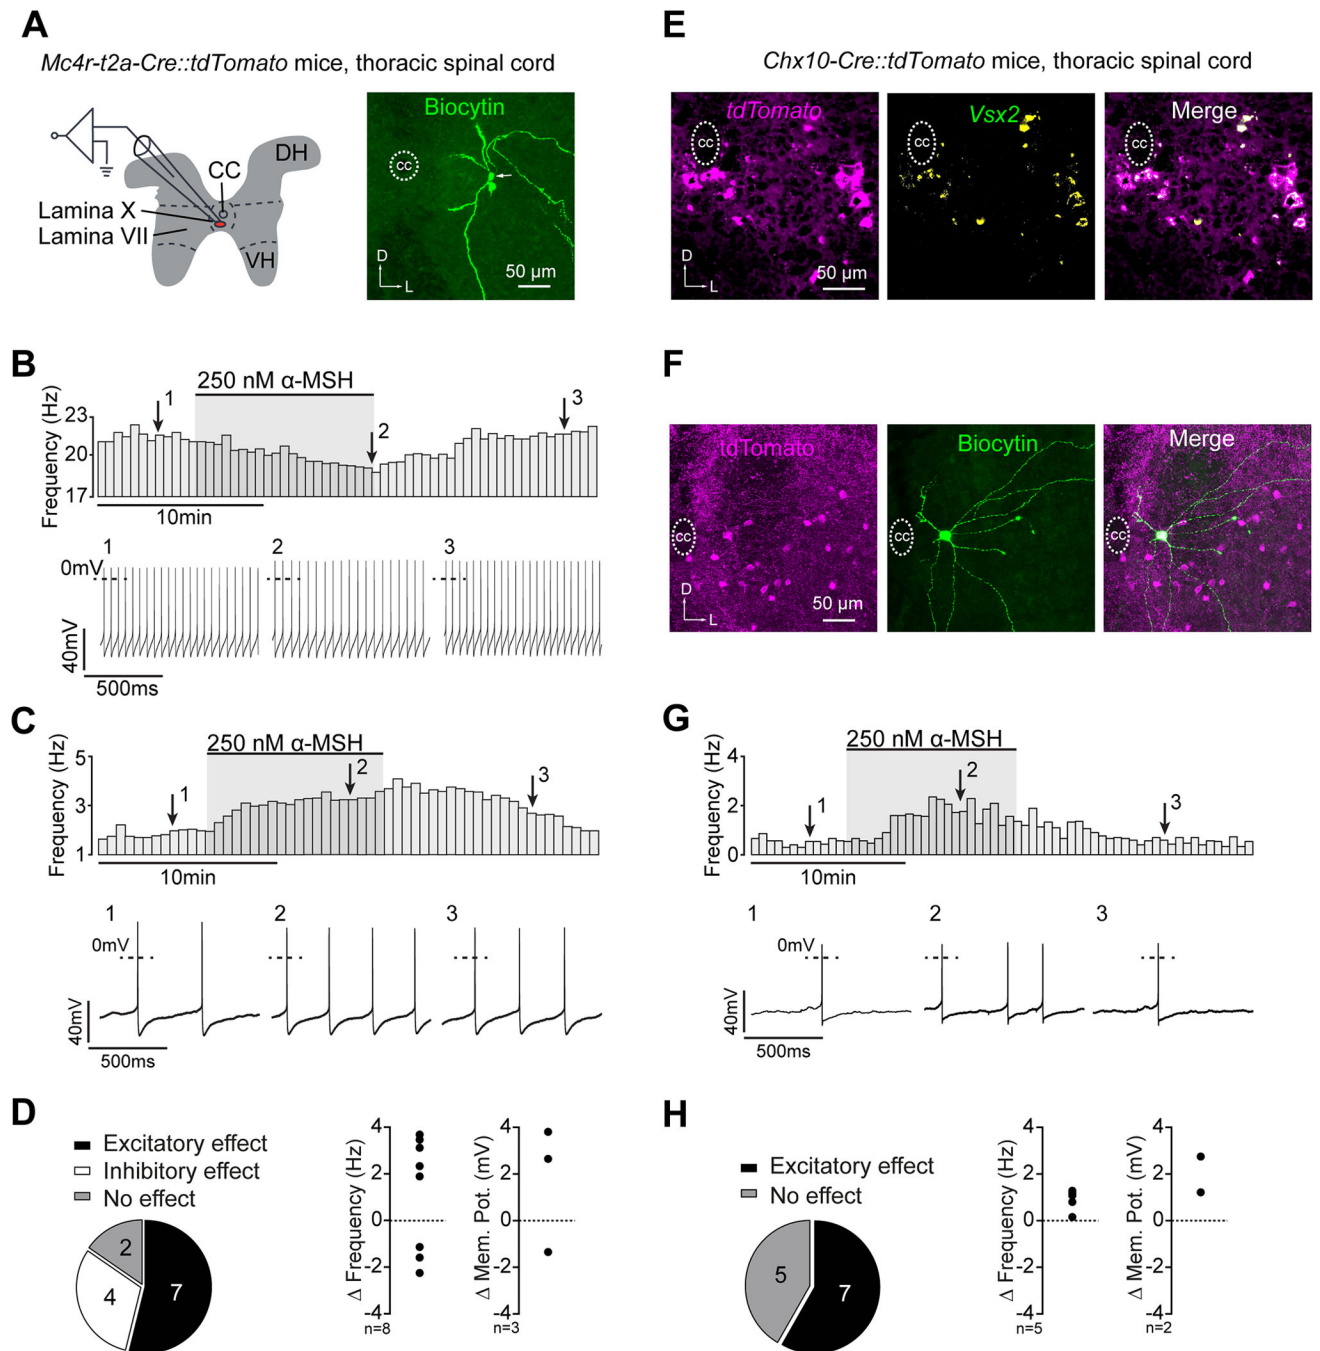 A
Mc4r-t2a-Cre::tdTomato mice, thoracic spinal cord
DH
CC
Lamina X
Lamina VII
VH
Biocytin
cc
D
L
50 µm
B
250 nM α-MSH
Frequency (Hz)
23
20
17
1
2
3
10min
1
2
3
0mV
40mV
500ms
C
250 nM α-MSH
Frequency (Hz)
5
3
1
1
2
3
10min
1
2
3
0mV
40mV
500ms
D
Excitatory effect
Inhibitory effect
No effect
2
4
7
Δ Frequency (Hz)
4
2
0
-2
-4
n=8
Δ Mem. Pot. (mV)
4
2
0
-2
-4
n=3
E
Chx10-Cre::tdTomato mice, thoracic spinal cord
tdTomato
cc
D
L
50 µm
Vsx2
cc
Merge
cc
F
tdTomato
cc
D
L
50 µm
Biocytin
cc
Merge
cc
G
250 nM α-MSH
Frequency (Hz)
4
2
0
1
2
3
10min
1
2
3
0mV
40mV
500ms
H
Excitatory effect
No effect
5
7
Δ Frequency (Hz)
4
2
0
-2
-4
n=5
Δ Mem. Pot. (mV)
4
2
0
-2
-4
n=2